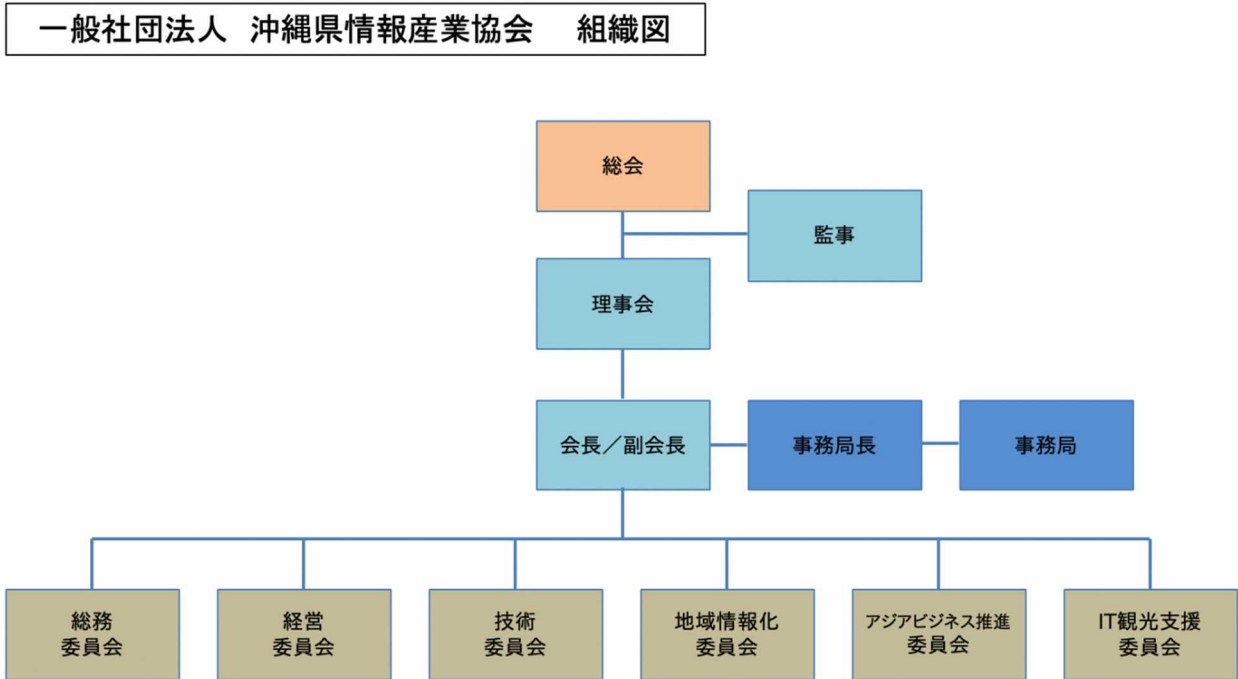 一般社団法人 沖縄県情報産業協会 組織図
総会
監事
理事会
会長／副会長
事務局長
事務局
総務
委員会
経営
委員会
技術
委員会
地域情報化
委員会
アジアビジネス推進
委員会
IT観光支援
委員会